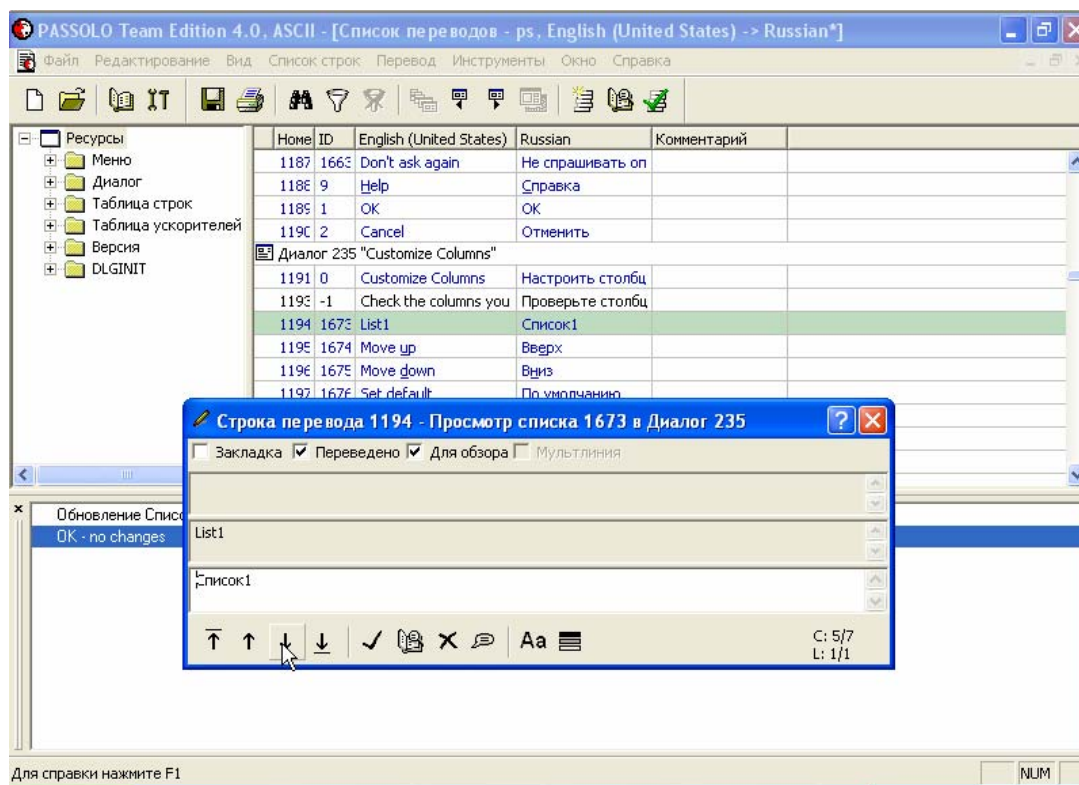 PASSOLO Team Edition 4.0, ASCII - [Список переводов - ps, English (United States) -> Russian*]
Файл Редактирование Вид Список строк Перевод Инструменты Окно Справка
Ресурсы
Меню
Диалог
Таблица строк
Таблица ускорителей
Версия
DLGINIT
Номе ID English (United States) Russian Комментарий
1187 1663 Don't ask again Не спрашивать оп
1188 9 Help Справка
1189 1 OK OK
1190 2 Cancel Отменить
Диалог 235 "Customize Columns"
1191 0 Customize Columns Настроить столбц
1193 -1 Check the columns you Проверьте столбц
1194 1673 List1 Список1
1195 1674 Move up Вверх
1196 1675 Move down Вниз
1197 1676 Set default По умолчанию
Строка перевода 1194 - Просмотр списка 1673 в Диалог 235
Закладка Переведено Для обзора Мультлиния
List1
Список1
Aa
C: 5/7
L: 1/1
Обновление Списс
OK - no changes
Для справки нажмите F1
NUM